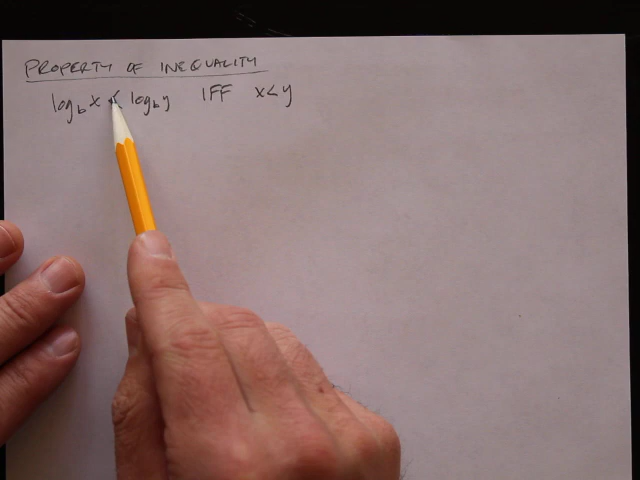 PROPERTY OF INEQUALITY
log_b x < log_b y IFF x < y